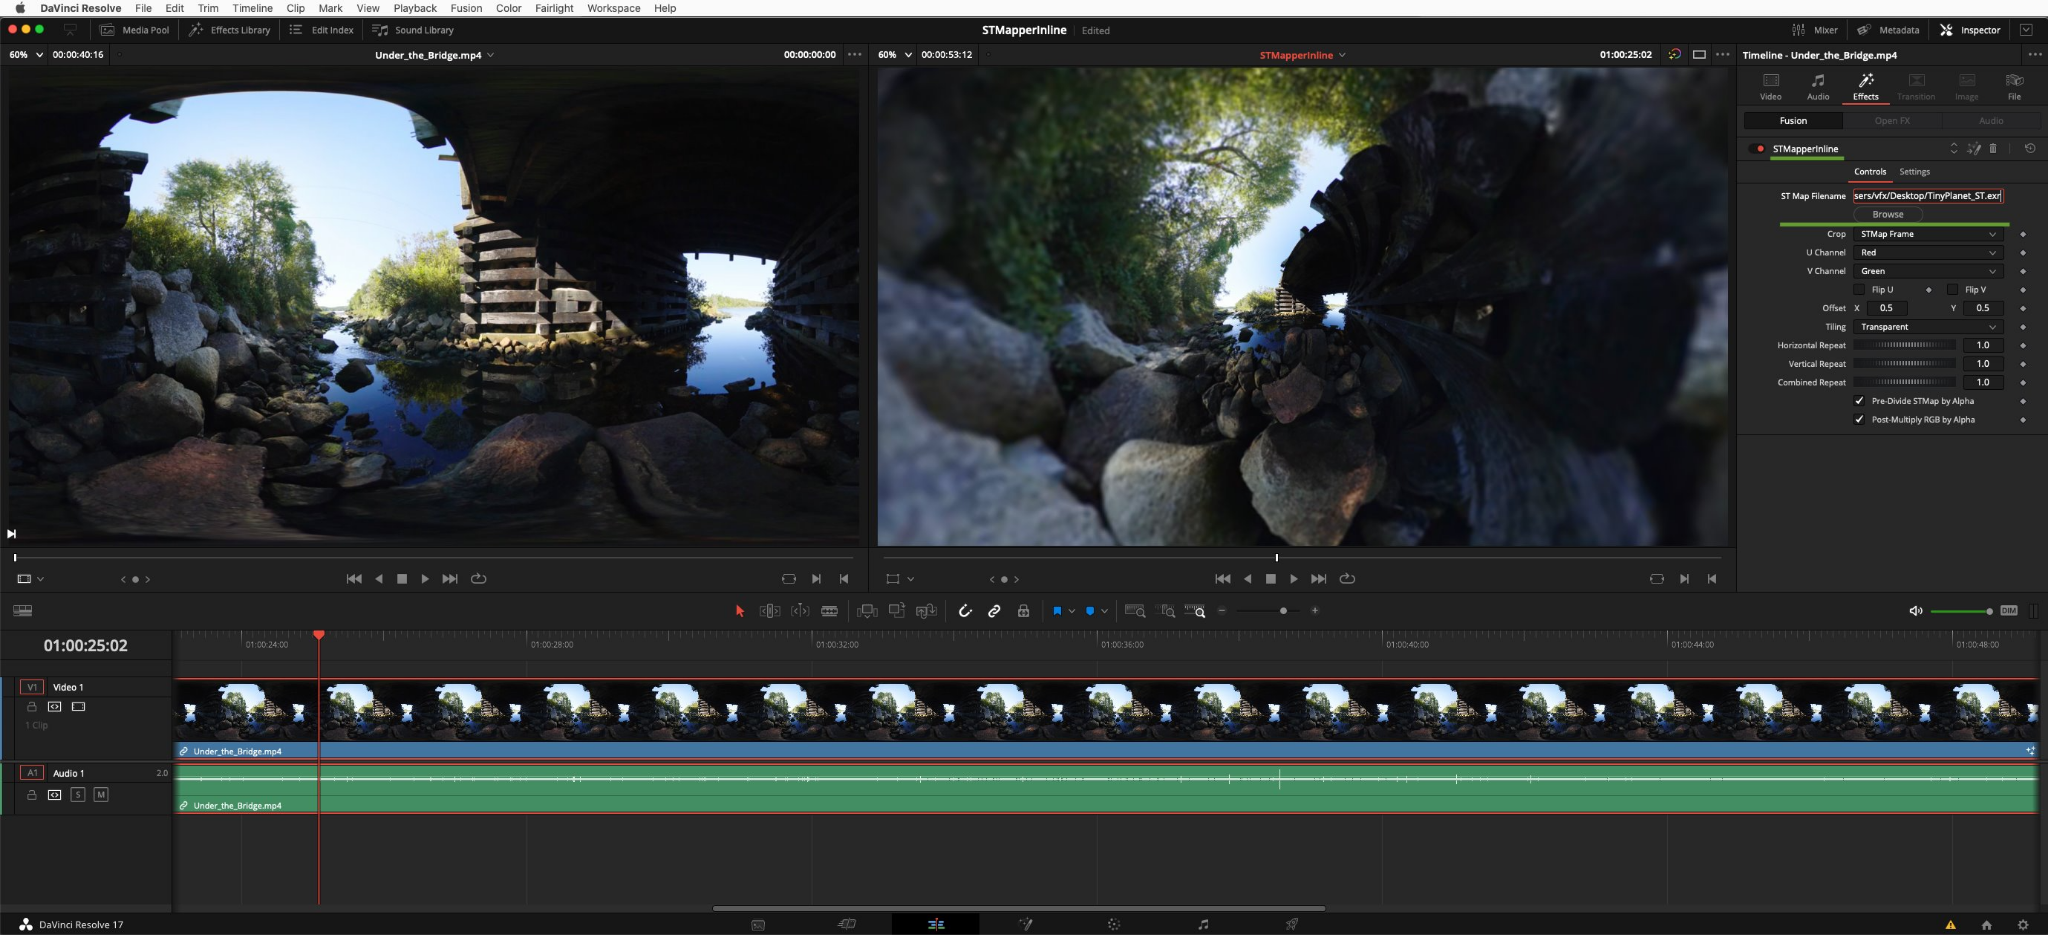 DaVinci Resolve File Edit Trim Timeline Clip Mark View Playback Fusion Color Fairlight Workspace Help
Media Pool Effects Library Edit Index Sound Library STMapperInline Edited Mixer Metadata Inspector
60% 00:00:40:16 Under_the_Bridge.mp4 00:00:00:00 60% 00:00:53:12 STMapperInline 01:00:25:02 Timeline - Under_the_Bridge.mp4
Video Audio Effects Transition Image File
Fusion Open FX Audio
STMapperInline
Controls Settings
ST Map Filename sers/vfx/Desktop/TinyPlanet_ST.exr
Browse
Crop STMap Frame
U Channel Red
V Channel Green
Flip U Flip V
Offset X 0.5 Y 0.5
Tiling Transparent
Horizontal Repeat 1.0
Vertical Repeat 1.0
Combined Repeat 1.0
Pre-Divide STMap by Alpha
Post-Multiply RGB by Alpha
DIM
01:00:25:02 01:00:24:00 01:00:28:00 01:00:32:00 01:00:36:00 01:00:40:00 01:00:44:00 01:00:48:00
V1 Video 1
1 Clip
Under_the_Bridge.mp4
A1 Audio 1 2.0
S M
Under_the_Bridge.mp4
DaVinci Resolve 17